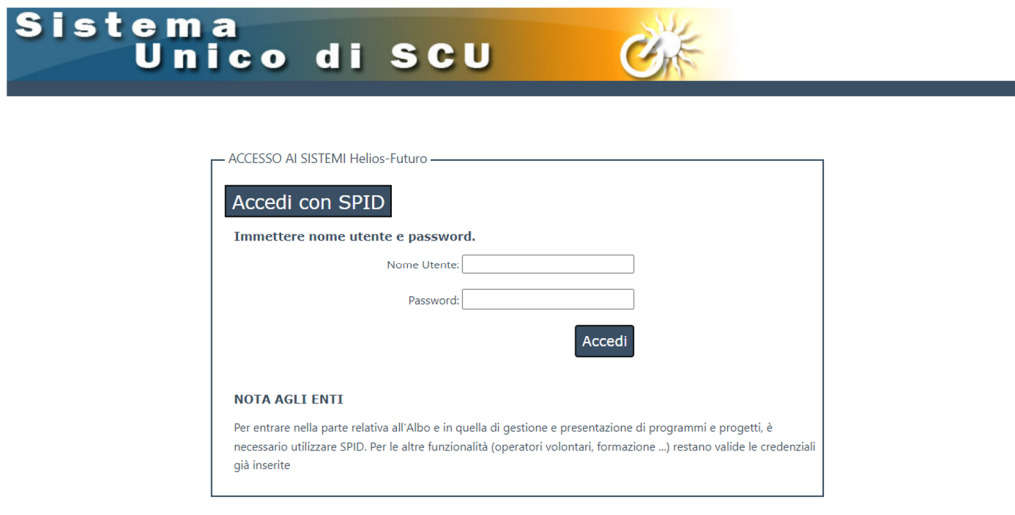 Sistema
Unico di SCU
ACCESSO AI SISTEMI Helios-Futuro
Accedi con SPID
Immettere nome utente e password.
Nome Utente:
Password:
Accedi
NOTA AGLI ENTI
Per entrare nella parte relativa all'Albo e in quella di gestione e presentazione di programmi e progetti, è
necessario utilizzare SPID. Per le altre funzionalità (operatori volontari, formazione ...) restano valide le credenziali
già inserite